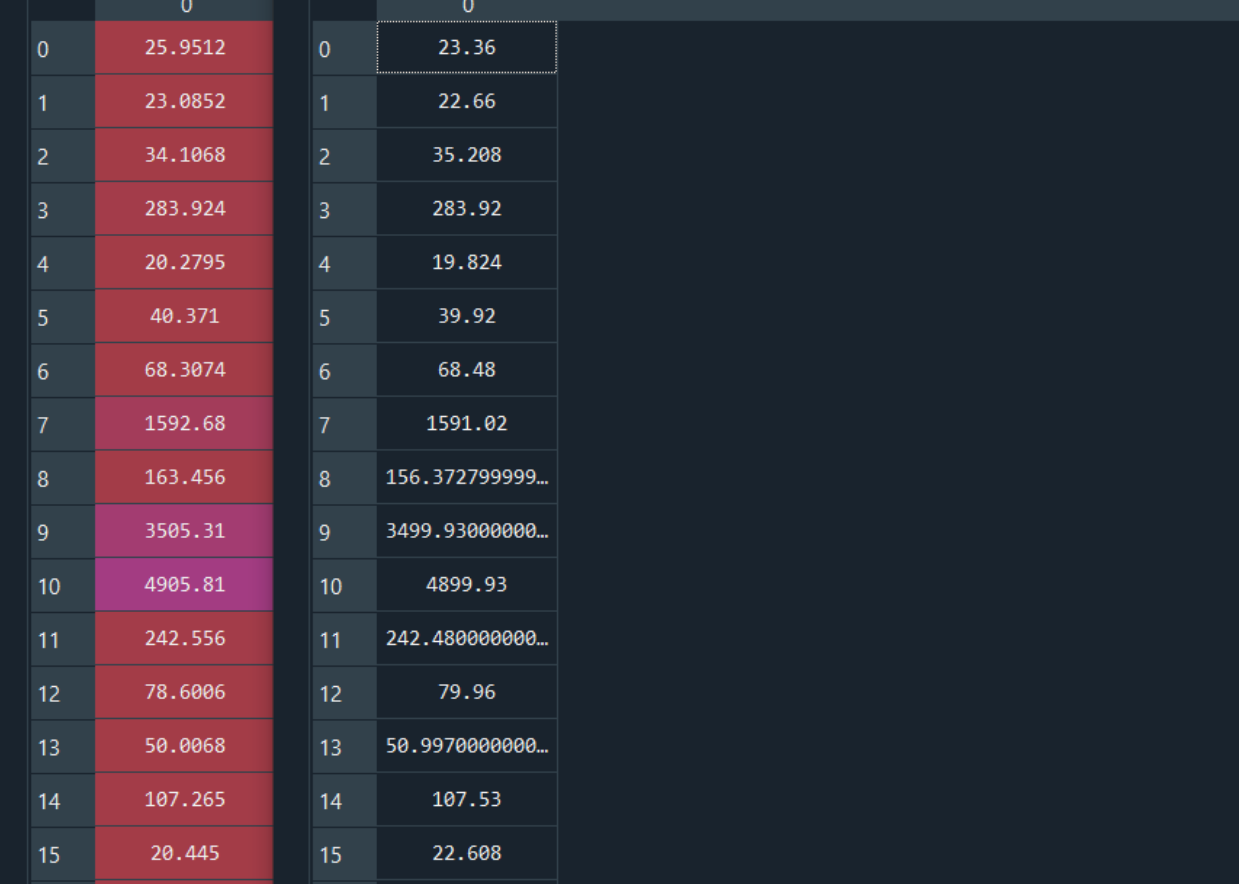 0 0
0 25.9512 0 23.36
1 23.0852 1 22.66
2 34.1068 2 35.208
3 283.924 3 283.92
4 20.2795 4 19.824
5 40.371 5 39.92
6 68.3074 6 68.48
7 1592.68 7 1591.02
8 163.456 8 156.372799999…
9 3505.31 9 3499.93000000…
10 4905.81 10 4899.93
11 242.556 11 242.480000000…
12 78.6006 12 79.96
13 50.0068 13 50.9970000000…
14 107.265 14 107.53
15 20.445 15 22.608